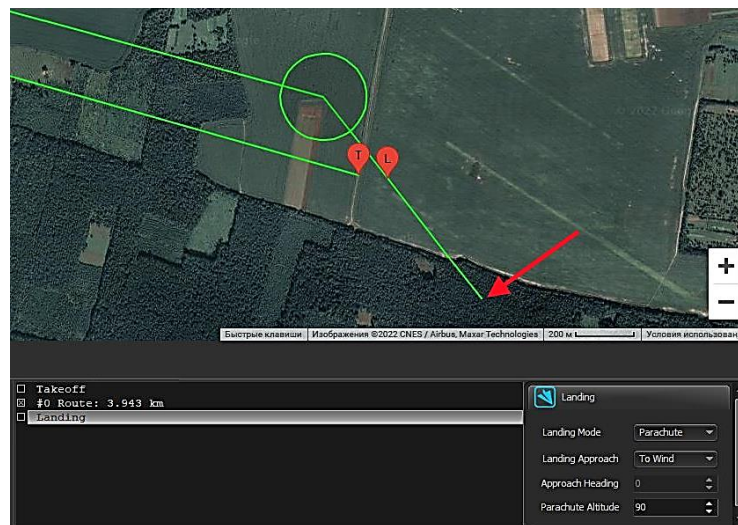 © 2022 Google
T
L
+
−
Быстрые клавиши
Изображения ©2022 CNES / Airbus, Maxar Technologies
200 м
Условия использован
Takeoff
#0 Route: 3.943 km
Landing
Landing
Landing Mode Parachute
Landing Approach To Wind
Approach Heading 0
Parachute Altitude 90